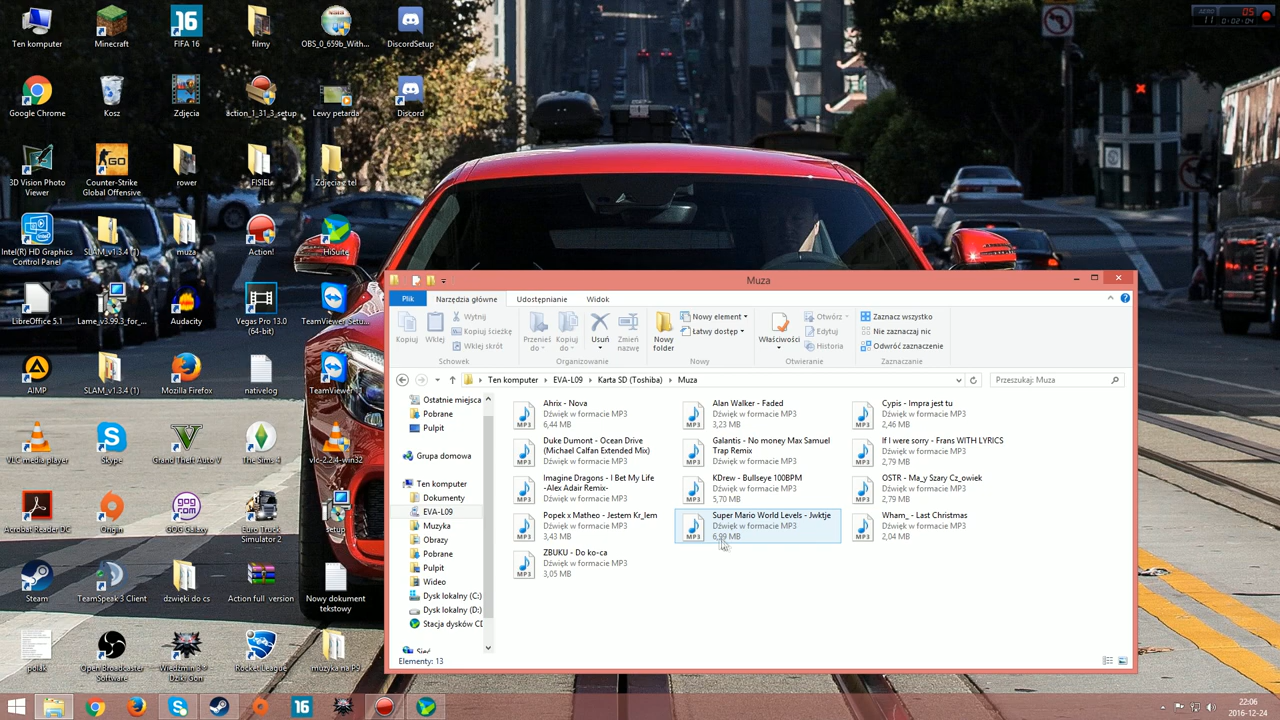 Ten komputer
Minecraft
FIFA 16
filmy
OBS_0_659b_With...
DiscordSetup
Google Chrome
Kosz
Zdjęcia
action_1_31_3_setup
Lewy petarda
Discord
3D Vision Photo
Viewer
Counter-Strike
Global Offensive
rower
FISIEL
Zdjęcia z tel
Intel(R) HD Graphics
Control Panel
SLAM_v1.3.4 (1)
muza
Action!
HiSuite
LibreOffice 5.1
Lame_v3.99.3_for_...
Audacity
Vegas Pro 13.0
(64-bit)
TeamViewer_Setu...
AIMP
SLAM_v1.3.4 (1)
Mozilla Firefox
nativelog
TeamViewer 11
VLC media player
Skype
Grand Theft Auto V
The Sims 4
vlc-2.2.4-win32
Acrobat Reader DC
Origin
GOG Galaxy
Euro Truck
Simulator 2
setup
Steam
TeamSpeak 3 Client
dzwięki do cs
Action full version
Nowy dokument
tekstowy
polak
Open Broadcaster
Software
Wiedźmin 3 -
Dziki Gon
Rocket League
muzyka na P9
Muza
Plik
Narzędzia główne
Udostępnianie
Widok
Kopiuj
Wklej
Wytnij
Kopiuj ścieżkę
Wklej skrót
Schowek
Przenieś
do
Kopiuj
do
Usuń
Zmień
nazwę
Organizowanie
Nowy
folder
Nowy element
Łatwy dostęp
Nowy
Właściwości
Otwórz
Edytuj
Historia
Otwieranie
Zaznacz wszystko
Nie zaznaczaj nic
Odwróć zaznaczenie
Zaznaczanie
Ten komputer
EVA-L09
Karta SD (Toshiba)
Muza
Przeszukaj: Muza
Ostatnie miejsca
Pobrane
Pulpit
Grupa domowa
Ten komputer
Dokumenty
EVA-L09
Muzyka
Obrazy
Pobrane
Pulpit
Wideo
Dysk lokalny (C:)
Dysk lokalny (D:)
Stacja dysków CD
Sieć
Ahrix - Nova
Dźwięk w formacie MP3
6,44 MB
Alan Walker - Faded
Dźwięk w formacie MP3
3,23 MB
Cypis - Impra jest tu
Dźwięk w formacie MP3
2,46 MB
Duke Dumont - Ocean Drive
(Michael Calfan Extended Mix)
Dźwięk w formacie MP3
Galantis - No money Max Samuel
Trap Remix
Dźwięk w formacie MP3
If I were sorry - Frans WITH LYRICS
Dźwięk w formacie MP3
2,79 MB
Imagine Dragons - I Bet My Life
-Alex Adair Remix-
Dźwięk w formacie MP3
KDrew - Bullseye 100BPM
Dźwięk w formacie MP3
5,70 MB
OSTR - Ma_y Szary Cz_owiek
Dźwięk w formacie MP3
2,79 MB
Popek x Matheo - Jestem Kr_lem
Dźwięk w formacie MP3
3,43 MB
Super Mario World Levels - Jwktje
Dźwięk w formacie MP3
6,99 MB
Wham_ - Last Christmas
Dźwięk w formacie MP3
2,04 MB
ZBUKU - Do ko-ca
Dźwięk w formacie MP3
3,05 MB
Elementy: 13
22:06
2016-12-24